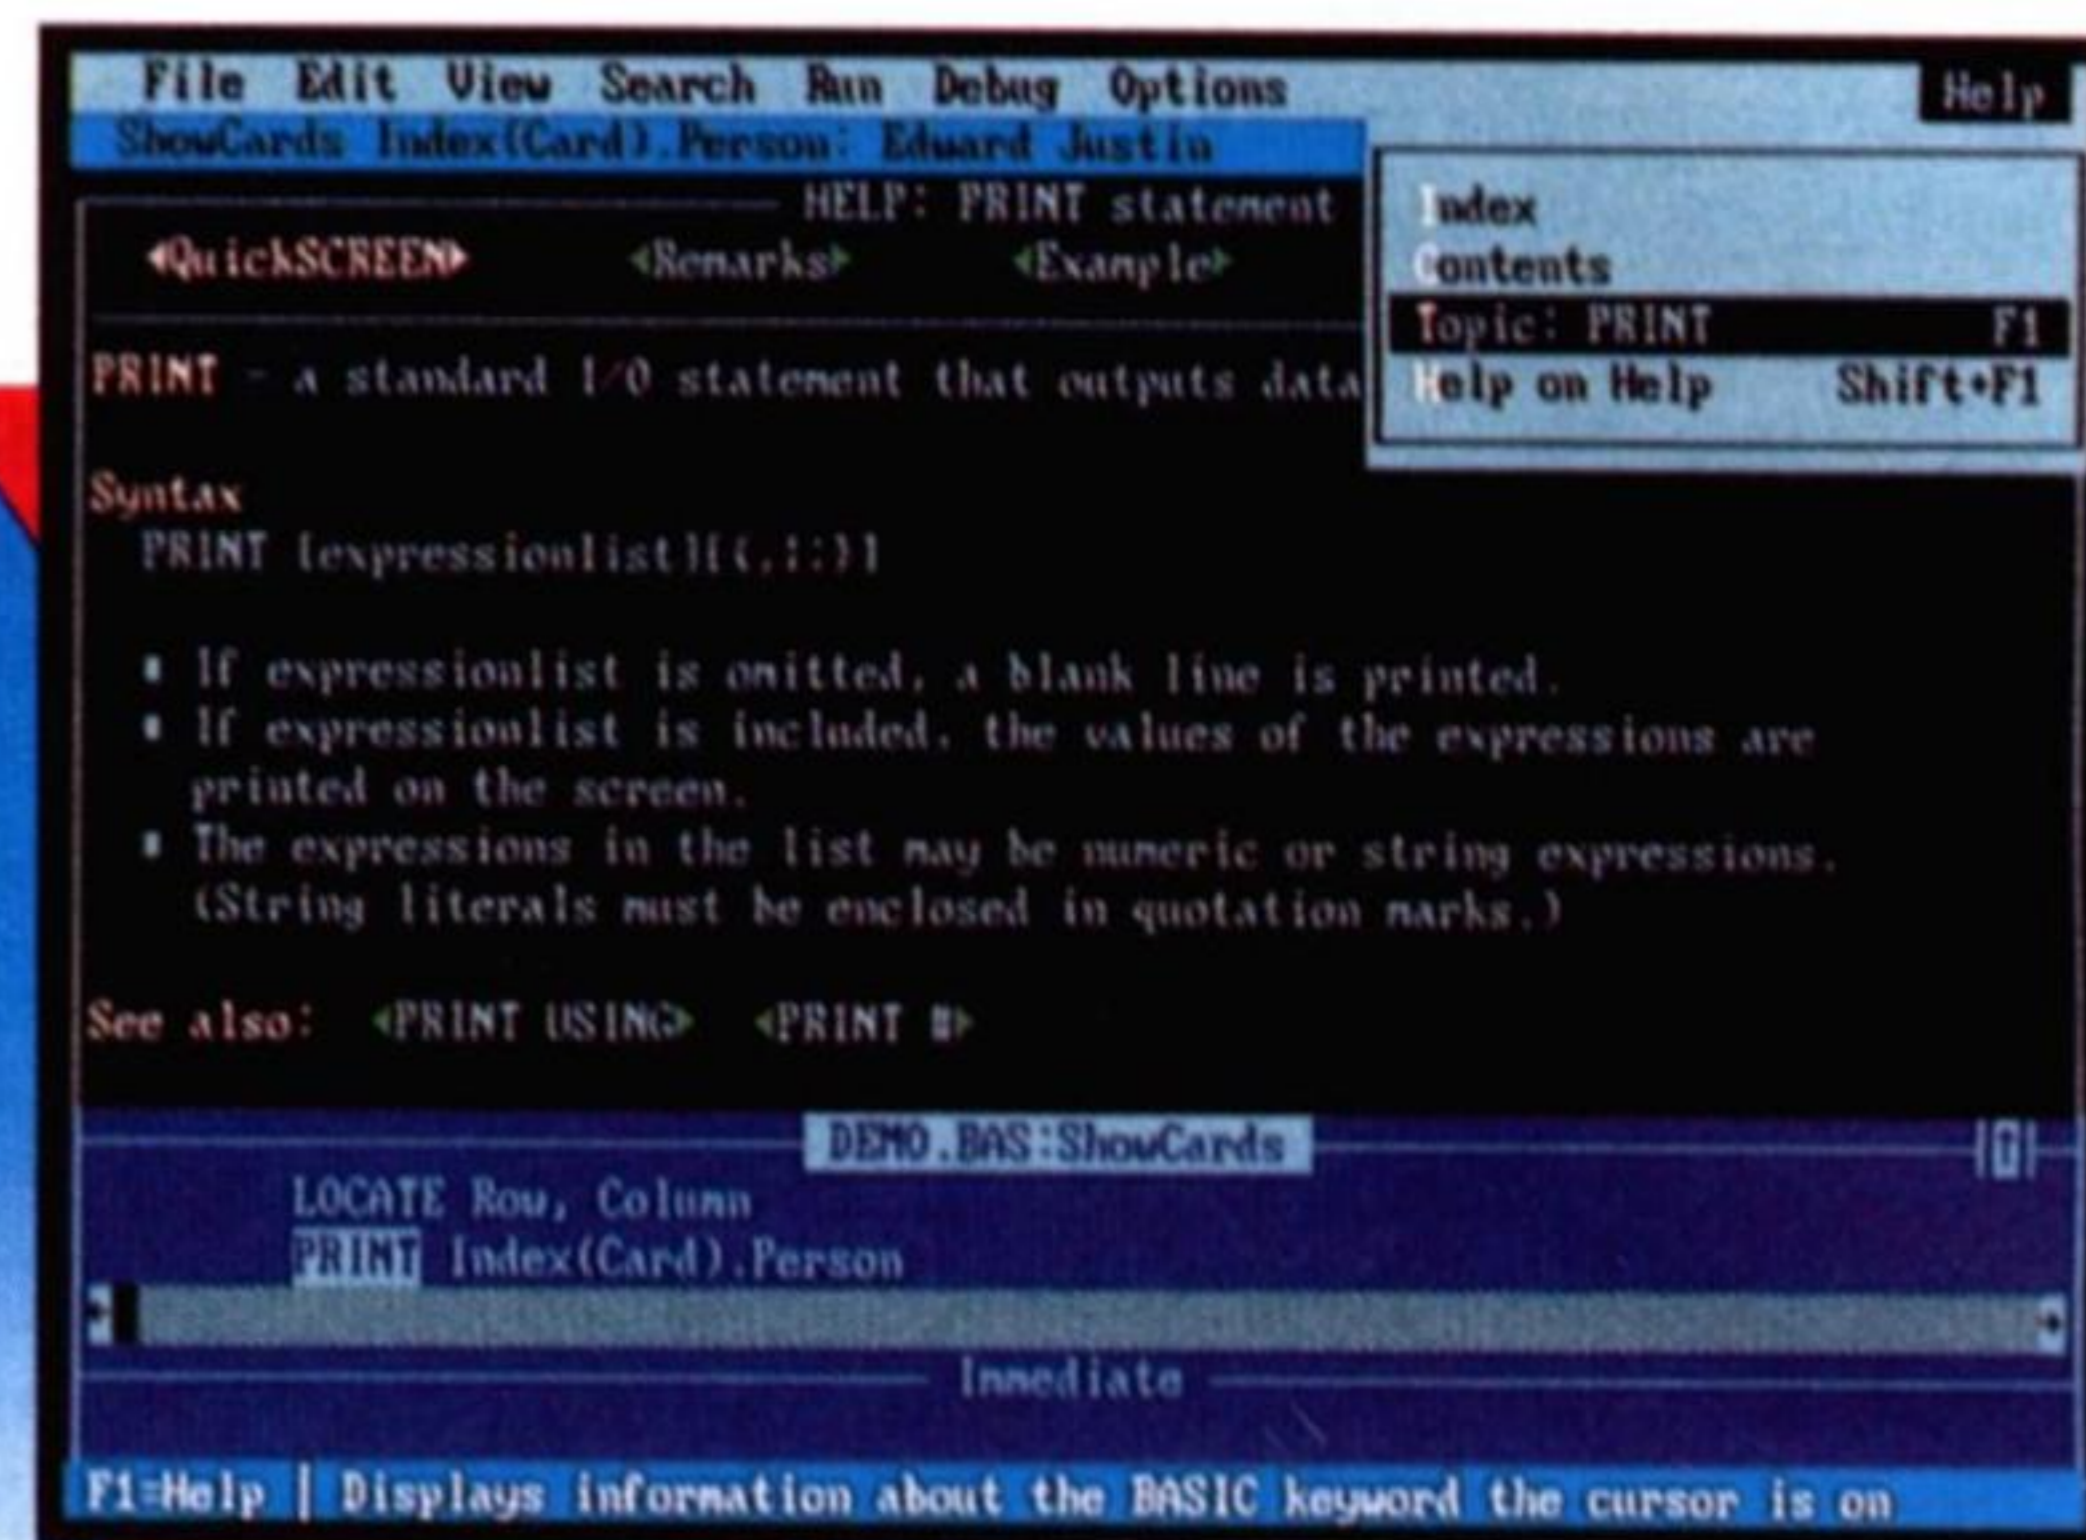 File Edit View Search Run Debug Options Help
ShowCards Index(Card).Person: Edward Justin
HELP: PRINT statement
◄QuickSCREEN► ◄Remarks► ◄Example►
Index
Contents
Topic: PRINT F1
Help on Help Shift+F1
PRINT - a standard I/O statement that outputs data
Syntax
PRINT [expressionlist][{,|;}]
▪ If expressionlist is omitted, a blank line is printed.
▪ If expressionlist is included, the values of the expressions are
printed on the screen.
▪ The expressions in the list may be numeric or string expressions.
(String literals must be enclosed in quotation marks.)
See also: ◄PRINT USING► ◄PRINT #►
DEMO.BAS:ShowCards
LOCATE Row, Column
PRINT Index(Card).Person
Immediate
F1=Help | Displays information about the BASIC keyword the cursor is on